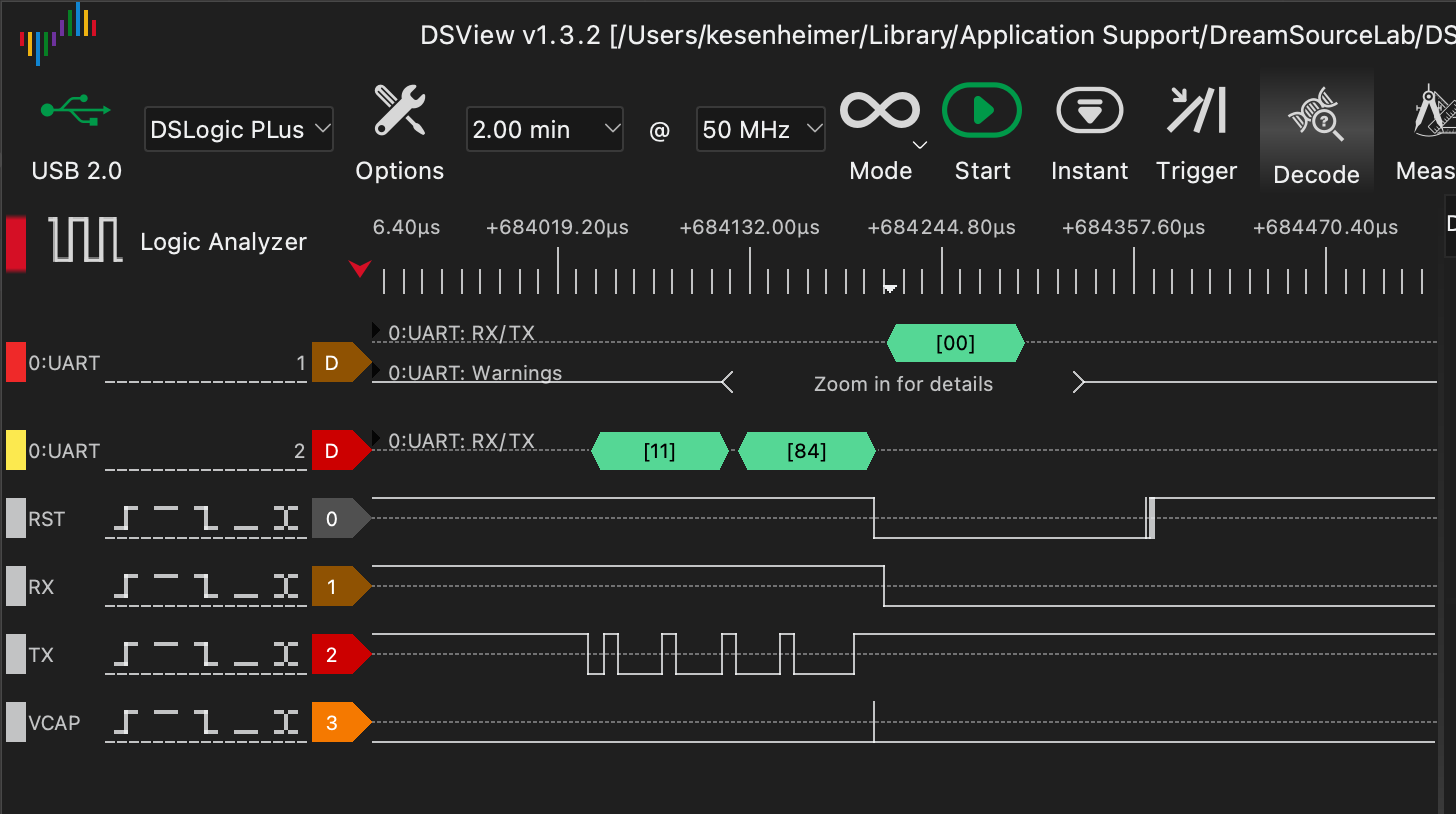 DSView v1.3.2 [/Users/kesenheimer/Library/Application Support/DreamSourceLab/DS
DSLogic PLus 2.00 min @ 50 MHz
USB 2.0 Options Mode Start Instant Trigger Decode Meas
Logic Analyzer
6.40µs +684019.20µs +684132.00µs +684244.80µs +684357.60µs +684470.40µs
0:UART: RX/TX [00]
0:UART 1 D
0:UART: Warnings Zoom in for details
0:UART: RX/TX
0:UART 2 D [11] [84]
RST 0
RX 1
TX 2
VCAP 3